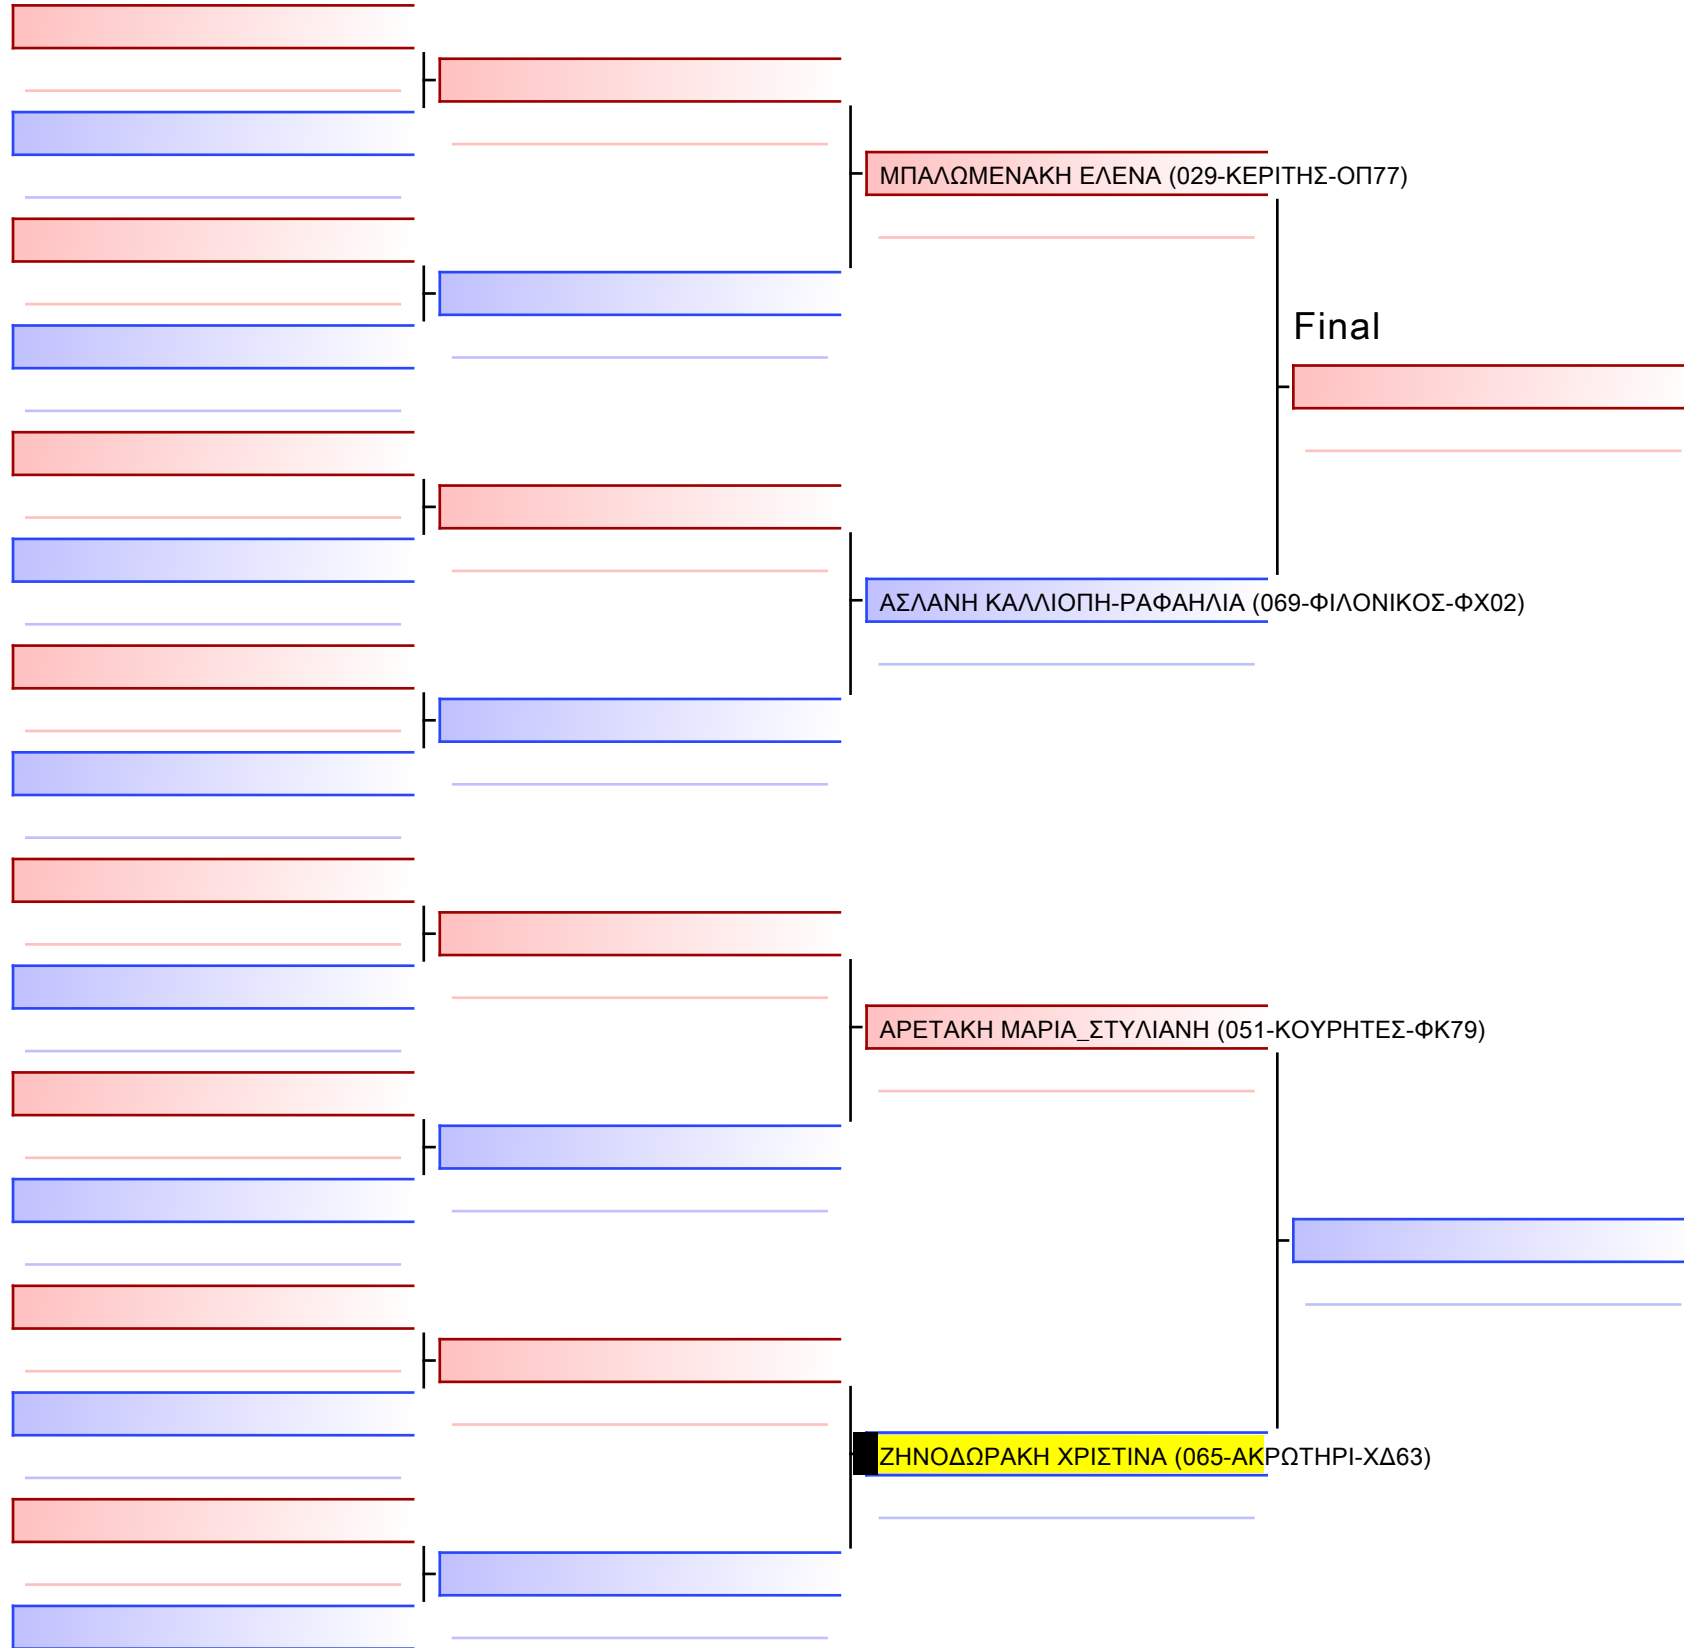 ΜΠΑΛΩΜΕΝΑΚΗ ΕΛΕΝΑ (029-ΚΕΡΙΤΗΣ-ΟΠ77)
Final
ΑΣΛΑΝΗ ΚΑΛΛΙΟΠΗ-ΡΑΦΑΗΛΙΑ (069-ΦΙΛΟΝΙΚΟΣ-ΦΧ02)
ΑΡΕΤΑΚΗ ΜΑΡΙΑ_ΣΤΥΛΙΑΝΗ (051-ΚΟΥΡΗΤΕΣ-ΦΚ79)
ΖΗΝΟΔΩΡΑΚΗ ΧΡΙΣΤΙΝΑ (065-ΑΚΡΩΤΗΡΙ-ΧΔ63)